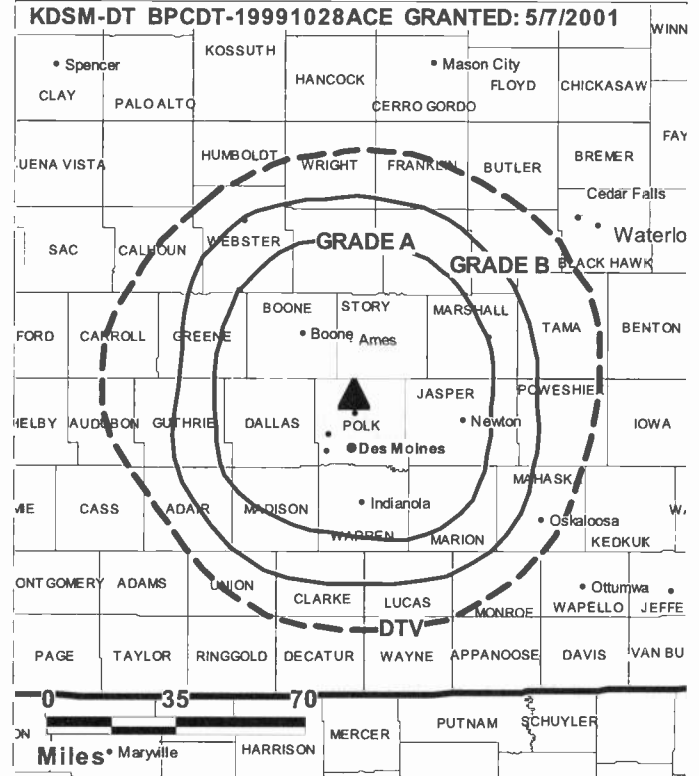 KDSM-DT BPCDT-19991028ACE GRANTED: 5/7/2001
WINN
KOSSUTH
Spencer
Mason City
HANCOCK
FLOYD
CHICKASAW
CLAY
PALO ALTO
CERRO GORDO
FAY
HUMBOLDT
UENA VISTA
WRIGHT
FRANKLIN
BUTLER
BREMER
Cedar Falls
Waterlo
SAC
CALHOUN
WEBSTER
GRADE A
GRADE B
BLACK HAWK
BOONE
STORY
MARSHALL
FORD
CARROLL
GREENE
Boone
Ames
TAMA
BENTON
JASPER
POWESHIEK
HELBY
AUDUBON
GUTHRIE
DALLAS
POLK
Newton
IOWA
Des Moines
MAHASKA
MIE
CASS
ADAIR
MADISON
Indianola
WARREN
MARION
Oskaloosa
KEDKUK
ONTGOMERY
ADAMS
UNION
CLARKE
LUCAS
MONROE
Ottumwa
WAPELLO
JEFFE
DTV
PAGE
TAYLOR
RINGGOLD
DECATUR
WAYNE
APPANOOSE
DAVIS
VAN BU
0 35 70
ON
MERCER
PUTNAM
SCHUYLER
Miles
Maryville
HARRISON